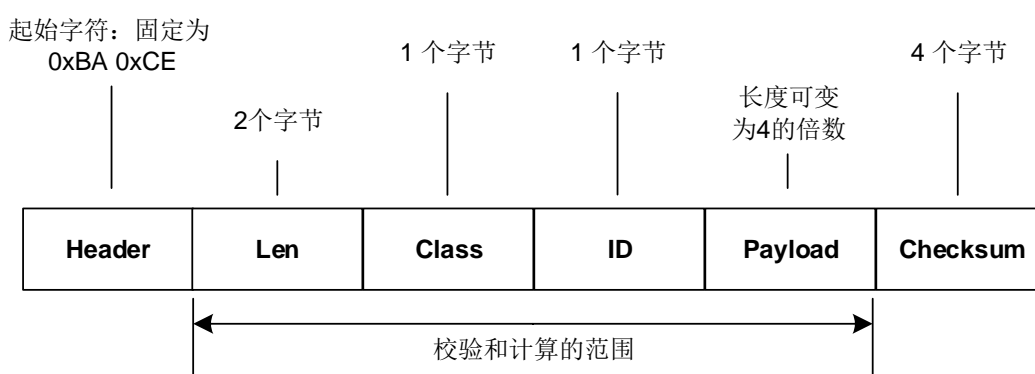 起始字符：固定为
0xBA 0xCE
1 个字节
1 个字节
4 个字节
2个字节
长度可变
为4的倍数
Header
Len
Class
ID
Payload
Checksum
校验和计算的范围